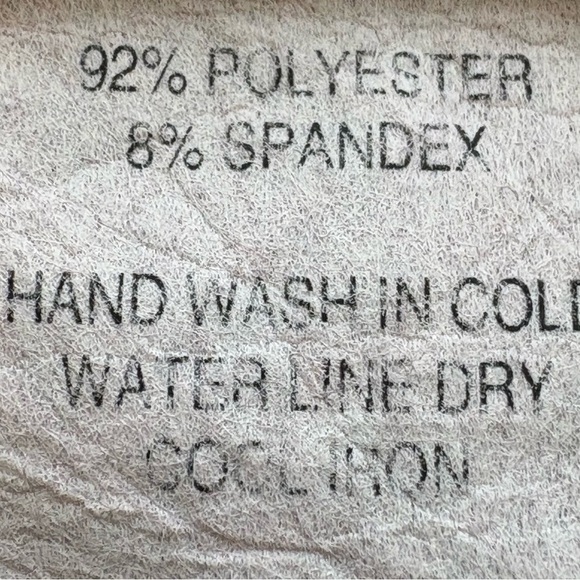 92% POLYESTER
8% SPANDEX
HAND WASH IN COLD
WATER LINE DRY
COOL IRON